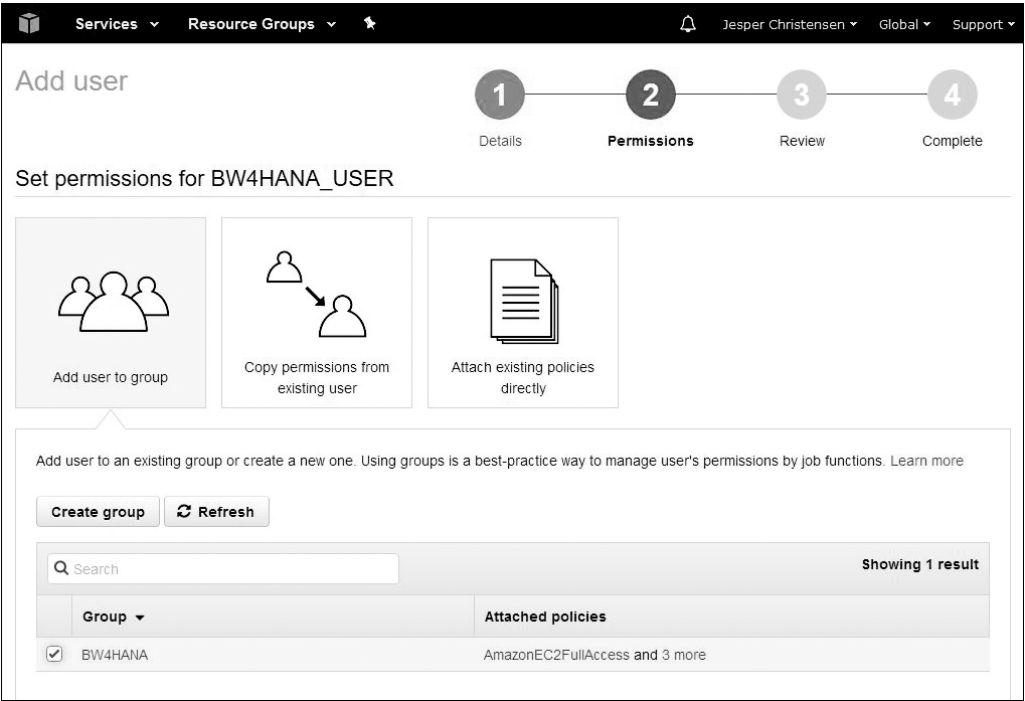 Services Resource Groups Jesper Christensen Global Support
Add user
1 2 3 4
Details Permissions Review Complete
Set permissions for BW4HANA_USER
Add user to group
Copy permissions from
existing user
Attach existing policies
directly
Add user to an existing group or create a new one. Using groups is a best-practice way to manage user's permissions by job functions. Learn more
Create group Refresh
Search Showing 1 result
Group Attached policies
BW4HANA AmazonEC2FullAccess and 3 more